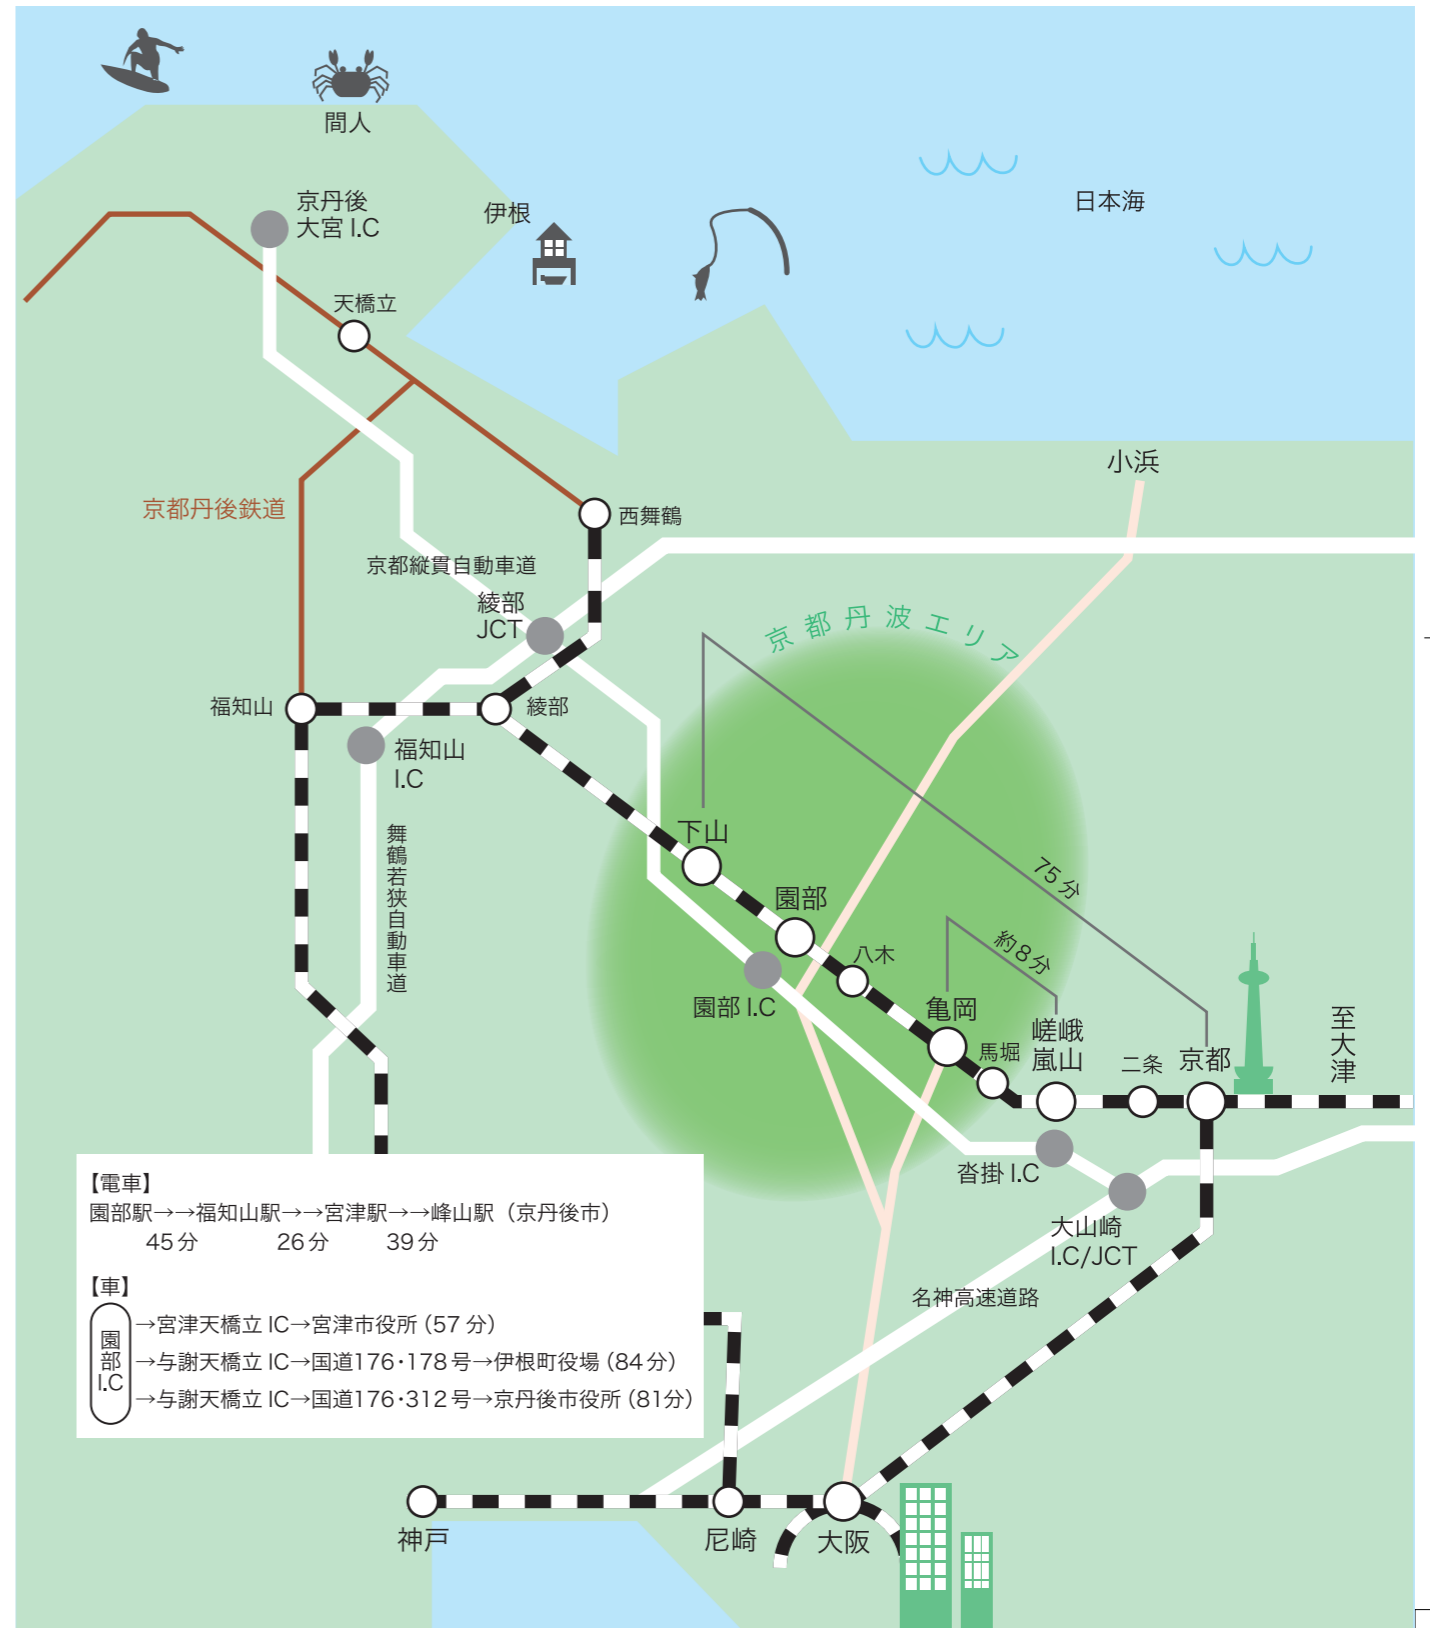 間人
京丹後
大宮 I.C
伊根
日本海
天橋立
小浜
京都丹後鉄道
西舞鶴
京都縦貫自動車道
綾部
JCT
京都丹波エリア
福知山
綾部
福知山
I.C
舞鶴若狭自動車道
下山
75分
園部
約8分
八木
園部 I.C
亀岡
馬堀
嵯峨
嵐山
二条
京都
至大津
沓掛 I.C
大山崎
I.C/JCT
名神高速道路
【電車】
園部駅→→福知山駅→→宮津駅→→峰山駅（京丹後市）
45分 26分 39分
【車】
園部
I.C
→宮津天橋立 IC→宮津市役所（57分）
→与謝天橋立 IC→国道176・178号→伊根町役場（84分）
→与謝天橋立 IC→国道176・312号→京丹後市役所（81分）
神戸
尼崎
大阪